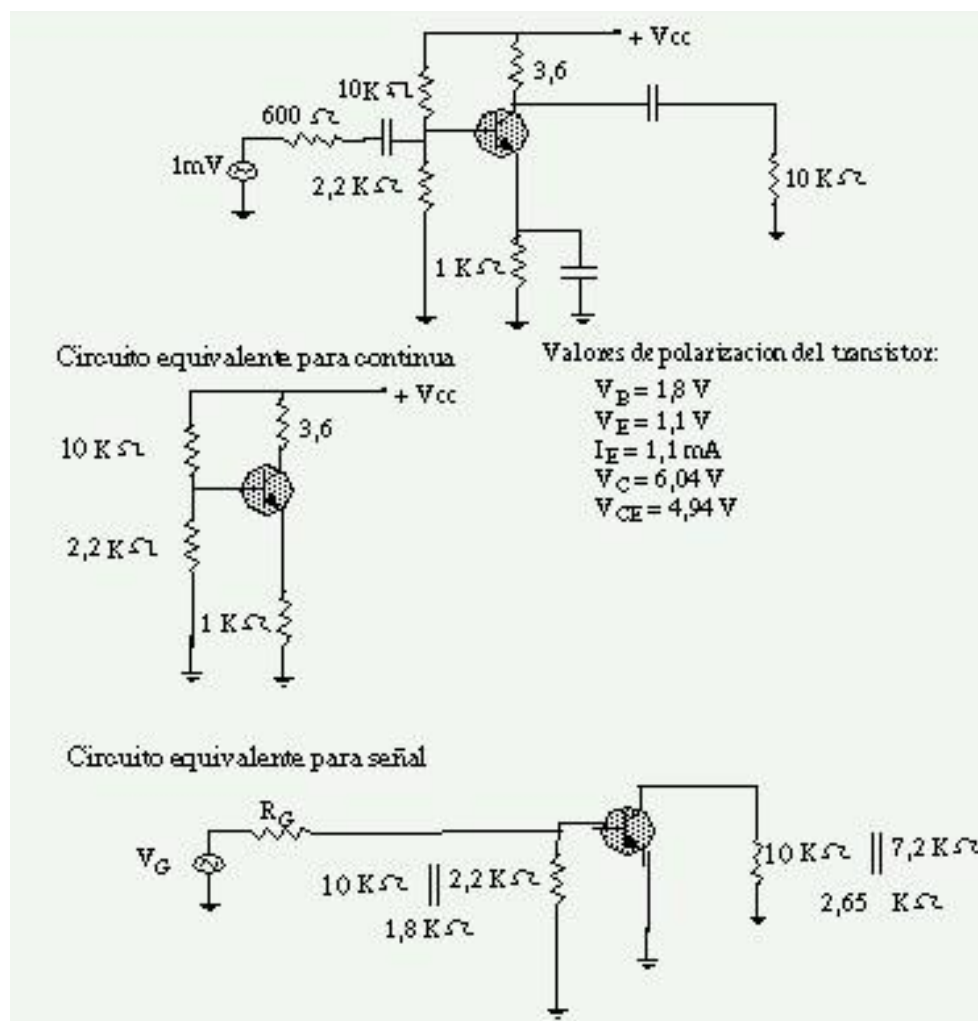 + Vcc
3,6
10K Ω
600 Ω
1mV
2,2 K Ω
10 K Ω
1 K Ω
Circuito equivalente para continua
Valores de polarizacion del transistor:
+ Vcc
3,6
10 K Ω
2,2 K Ω
1 K Ω
V_B = 1,8 V
V_E = 1,1 V
I_E = 1,1 mA
V_C = 6,04 V
V_CE = 4,94 V
Circuito equivalente para señal
R_G
V_G
10 K Ω || 2,2 K Ω
1,8 K Ω
10 K Ω || 7,2 K Ω
2,65 K Ω